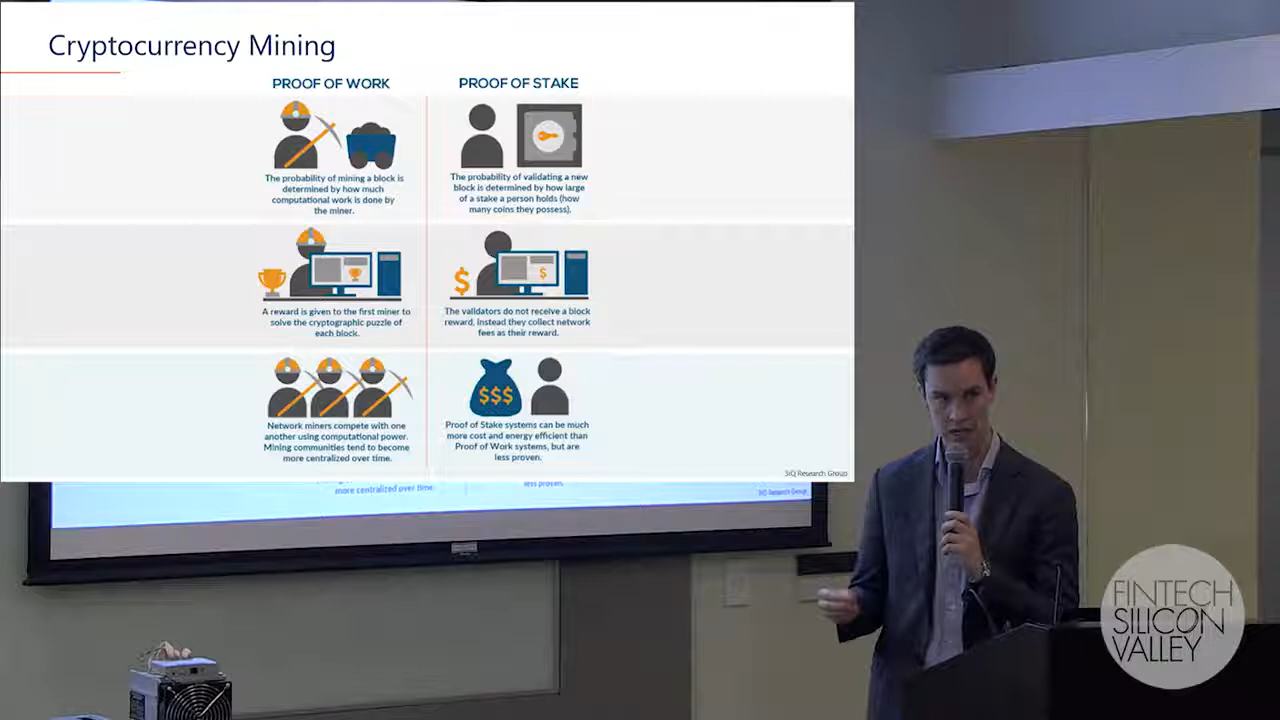 Cryptocurrency Mining
PROOF OF WORK
PROOF OF STAKE
The probability of mining a block is
determined by how much
computational work is done by
the miner.
The probability of validating a new
block is determined by how large
of a stake a person holds (how
many coins they possess).
$
$
A reward is given to the first miner to
solve the cryptographic puzzle of
each block.
The validators do not receive a block
reward, instead they collect network
fees as their reward.
$$$
Network miners compete with one
another using computational power.
Mining communities tend to become
more centralized over time.
Proof of Stake systems can be much
more cost and energy efficient than
Proof of Work systems, but are
less proven.
3iQ Research Group
more centralized over time.
less proven.
3iQ Research Group
FINTECH
SILICON
VALLEY